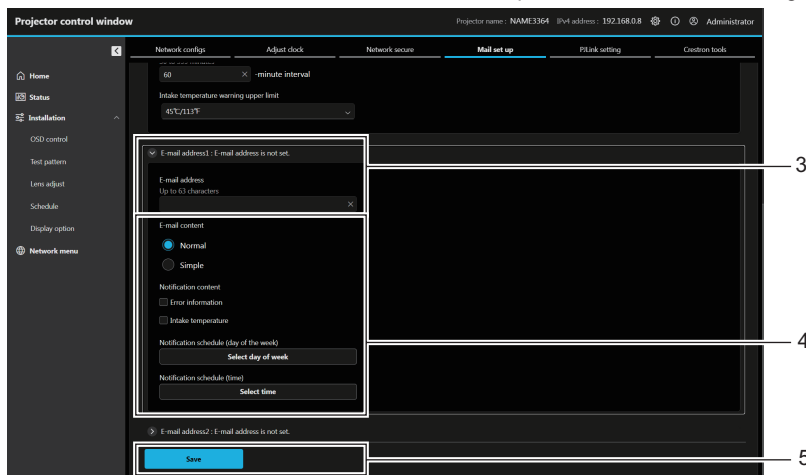 Projector control window
Projector name : NAME3364 IPv4 address : 192.168.0.8 Administrator
Network configs Adjust clock Network secure Mail set up PJLink setting Crestron tools
Home
Status
Installation
OSD control
Test pattern
Lens adjust
Schedule
Display option
Network menu
60 × -minute interval
Intake temperature warning upper limit
45℃/113℉
E-mail address1 : E-mail address is not set.
3
E-mail address
Up to 63 characters
E-mail content
Normal
Simple
Notification content
Error information
Intake temperature
Notification schedule (day of the week)
4
Select day of week
Notification schedule (time)
Select time
E-mail address2 : E-mail address is not set.
Save
5